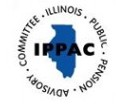 ILLINOIS · PUBLIC · PENSION · ADVISORY · COMMITTEE ·
IPPAC